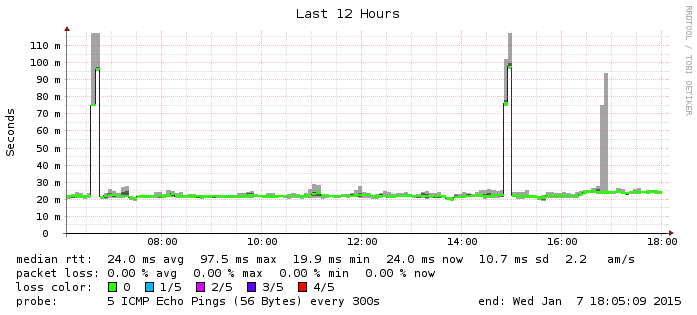 Last 12 Hours
RRDTOOL / TOBI OETIKER
Seconds
110 m
100 m
90 m
80 m
70 m
60 m
50 m
40 m
30 m
20 m
10 m
0
08:00 10:00 12:00 14:00 16:00 18:00
median rtt: 24.0 ms avg 97.5 ms max 19.9 ms min 24.0 ms now 10.7 ms sd 2.2 am/s
packet loss: 0.00 % avg 0.00 % max 0.00 % min 0.00 % now
loss color: 0 1/5 2/5 3/5 4/5
probe: 5 ICMP Echo Pings (56 Bytes) every 300s end: Wed Jan 7 18:05:09 2015